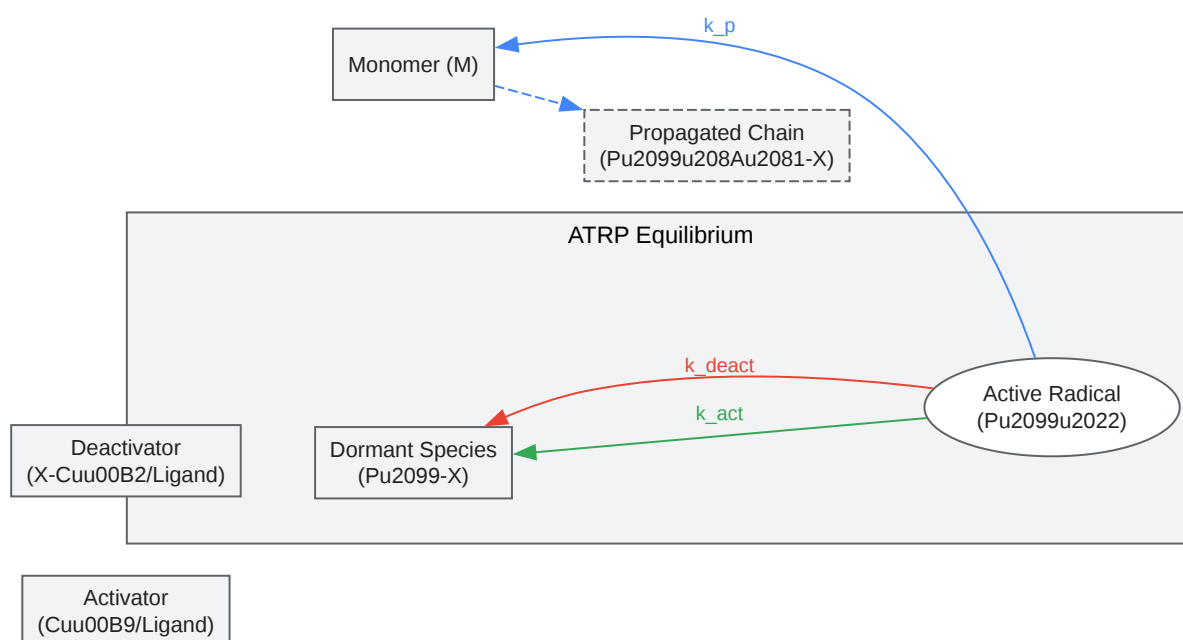 k_p
Monomer (M)
Propagated Chain
(Pu2099u208Au2081-X)
ATRP Equilibrium
k_deact
Active Radical
(Pu2099u2022)
k_act
Deactivator
(X-Cuu00B2/Ligand)
Dormant Species
(Pu2099-X)
Activator
(Cuu00B9/Ligand)